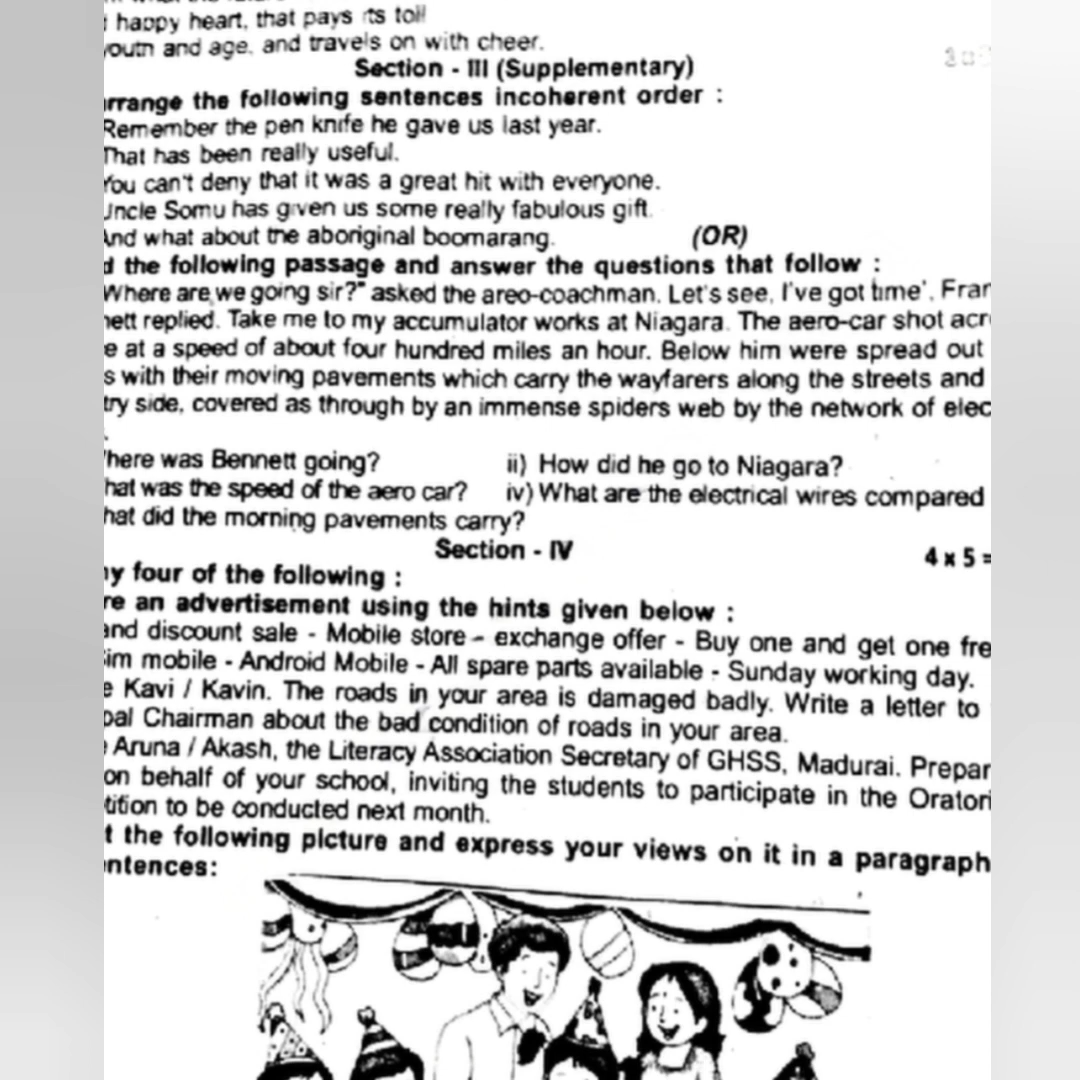 happy heart, that pays its toll
youth and age, and travels on with cheer.
Section - III (Supplementary)
rrange the following sentences incoherent order :
Remember the pen knife he gave us last year.
That has been really useful.
You can't deny that it was a great hit with everyone.
Uncle Somu has given us some really fabulous gift.
And what about the aboriginal boomarang. (OR)
d the following passage and answer the questions that follow :
Where are we going sir?" asked the areo-coachman. Let's see, I've got time'. Fran
nett replied. Take me to my accumulator works at Niagara. The aero-car shot acr
e at a speed of about four hundred miles an hour. Below him were spread out
s with their moving pavements which carry the wayfarers along the streets and
try side, covered as through by an immense spiders web by the network of elec
here was Bennett going? ii) How did he go to Niagara?
hat was the speed of the aero car? iv) What are the electrical wires compared
hat did the morning pavements carry?
Section - IV 4 x 5 =
ny four of the following :
re an advertisement using the hints given below :
and discount sale - Mobile store - exchange offer - Buy one and get one fre
im mobile - Android Mobile - All spare parts available - Sunday working day.
e Kavi / Kavin. The roads in your area is damaged badly. Write a letter to
pal Chairman about the bad condition of roads in your area.
Aruna / Akash, the Literacy Association Secretary of GHSS, Madurai. Prepar
on behalf of your school, inviting the students to participate in the Oratori
tition to be conducted next month.
t the following picture and express your views on it in a paragraph
ntences: